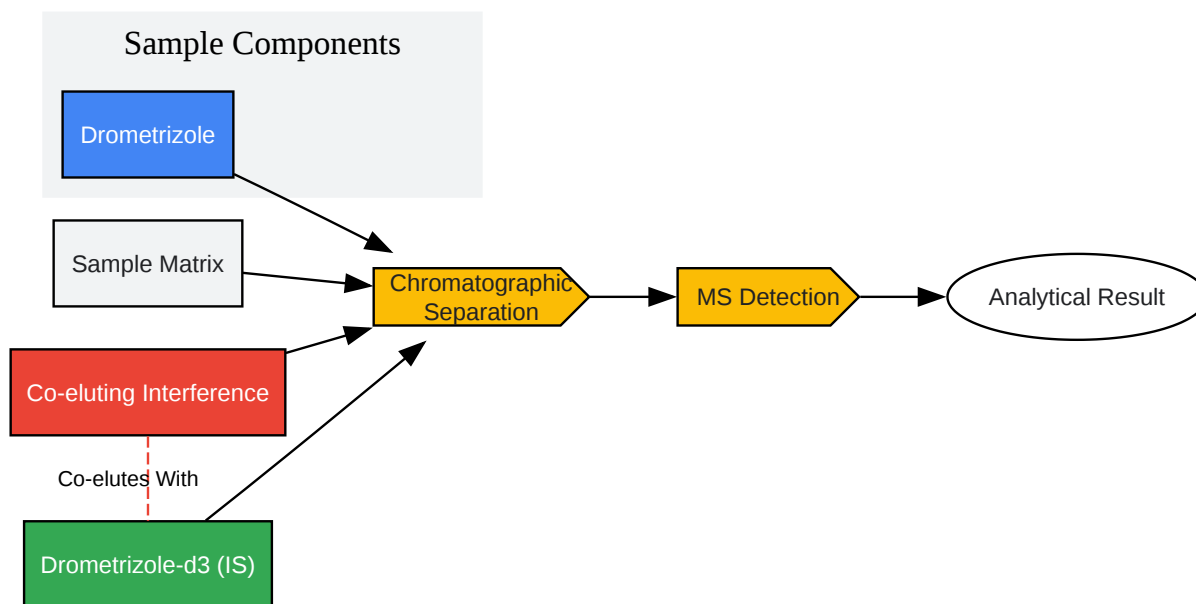 Sample Components
Drometrizole
Sample Matrix
Chromatographic
Separation
MS Detection
Analytical Result
Co-eluting Interference
Co-elutes With
Drometrizole-d3 (IS)